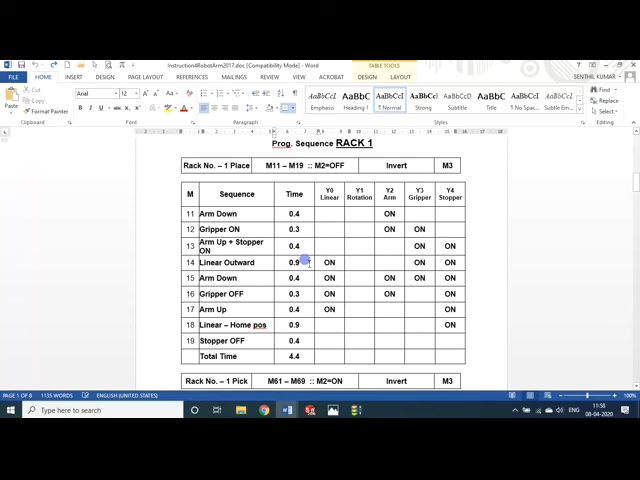 Instruction4RobotArm2017.doc [Compatibility Mode] - Word
TABLE TOOLS
SENTHIL KUMAR
FILE HOME INSERT DESIGN PAGE LAYOUT REFERENCES MAILINGS REVIEW VIEW ACROBAT DESIGN LAYOUT
Cut
Copy
Format Painter
Paste
Arial 12
Clipboard Font Paragraph Styles Editing
AaBbCcI AaBbC AaBbCcI AaBbCcI AaBbCcD AaBbC AaBbCcI AaBbCcI
Emphasis Heading 1 ¶ Normal Strong Subtitle Title ¶ No Spac... Subtle Em...
Find
Replace
Select
Prog. Sequence RACK 1
Rack No. – 1 Place M11 – M19 :: M2=OFF Invert M3
M Sequence Time Y0 Linear Y1 Rotation Y2 Arm Y3 Gripper Y4 Stopper
11 Arm Down 0.4 ON
12 Gripper ON 0.3 ON ON
13 Arm Up + Stopper ON 0.4 ON ON
14 Linear Outward 0.9 ON ON ON
15 Arm Down 0.4 ON ON ON ON
16 Gripper OFF 0.3 ON ON ON
17 Arm Up 0.4 ON ON
18 Linear – Home pos 0.9 ON
19 Stopper OFF 0.4
Total Time 4.4
Rack No. – 1 Pick M61 – M69 :: M2=ON Invert M3
PAGE 1 OF 8 1135 WORDS ENGLISH (UNITED STATES) 100%
Type here to search
ENG
11:58
08-04-2020